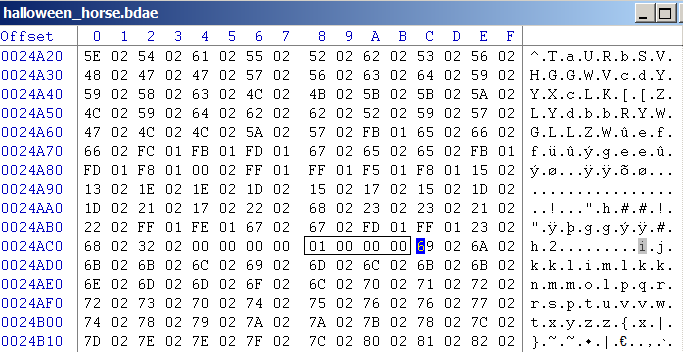 halloween_horse.bdae
Offset 0 1 2 3 4 5 6 7 8 9 A B C D E F
0024A20 5E 02 54 02 61 02 55 02 52 02 62 02 53 02 56 02 ^.T.a.U.R.b.S.V.
0024A30 48 02 47 02 47 02 57 02 56 02 63 02 64 02 59 02 H.G.G.W.V.c.d.Y.
0024A40 59 02 58 02 63 02 4C 02 4B 02 5B 02 5B 02 5A 02 Y.X.c.L.K.[.[.Z.
0024A50 4C 02 59 02 64 02 62 02 62 02 52 02 59 02 57 02 L.Y.d.b.b.R.Y.W.
0024A60 47 02 4C 02 4C 02 5A 02 57 02 FB 01 65 02 66 02 G.L.L.Z.W.û.e.f.
0024A70 66 02 FC 01 FB 01 FD 01 67 02 65 02 65 02 FB 01 f.ü.û.ý.g.e.e.û.
0024A80 FD 01 F8 01 00 02 FF 01 FF 01 F5 01 F8 01 15 02 ý.ø...ÿ.ÿ.õ.ø...
0024A90 13 02 1E 02 1E 02 1D 02 15 02 17 02 15 02 1D 02 ................
0024AA0 1D 02 21 02 17 02 22 02 68 02 23 02 23 02 21 02 ..!...".h.#.#.!.
0024AB0 22 02 FF 01 FE 01 67 02 67 02 FD 01 FF 01 23 02 ".ÿ.þ.g.g.ý.ÿ.#.
0024AC0 68 02 32 02 00 00 00 00 01 00 00 00 69 02 6A 02 h.2.........i.j.
0024AD0 6B 02 6B 02 6C 02 69 02 6D 02 6C 02 6B 02 6B 02 k.k.l.i.m.l.k.k.
0024AE0 6E 02 6D 02 6D 02 6F 02 6C 02 70 02 71 02 72 02 n.m.m.o.l.p.q.r.
0024AF0 72 02 73 02 70 02 74 02 75 02 76 02 76 02 77 02 r.s.p.t.u.v.v.w.
0024B00 74 02 78 02 79 02 7A 02 7A 02 7B 02 78 02 7C 02 t.x.y.z.z.{.x.|.
0024B10 7D 02 7E 02 7E 02 7F 02 7C 02 80 02 81 02 82 02